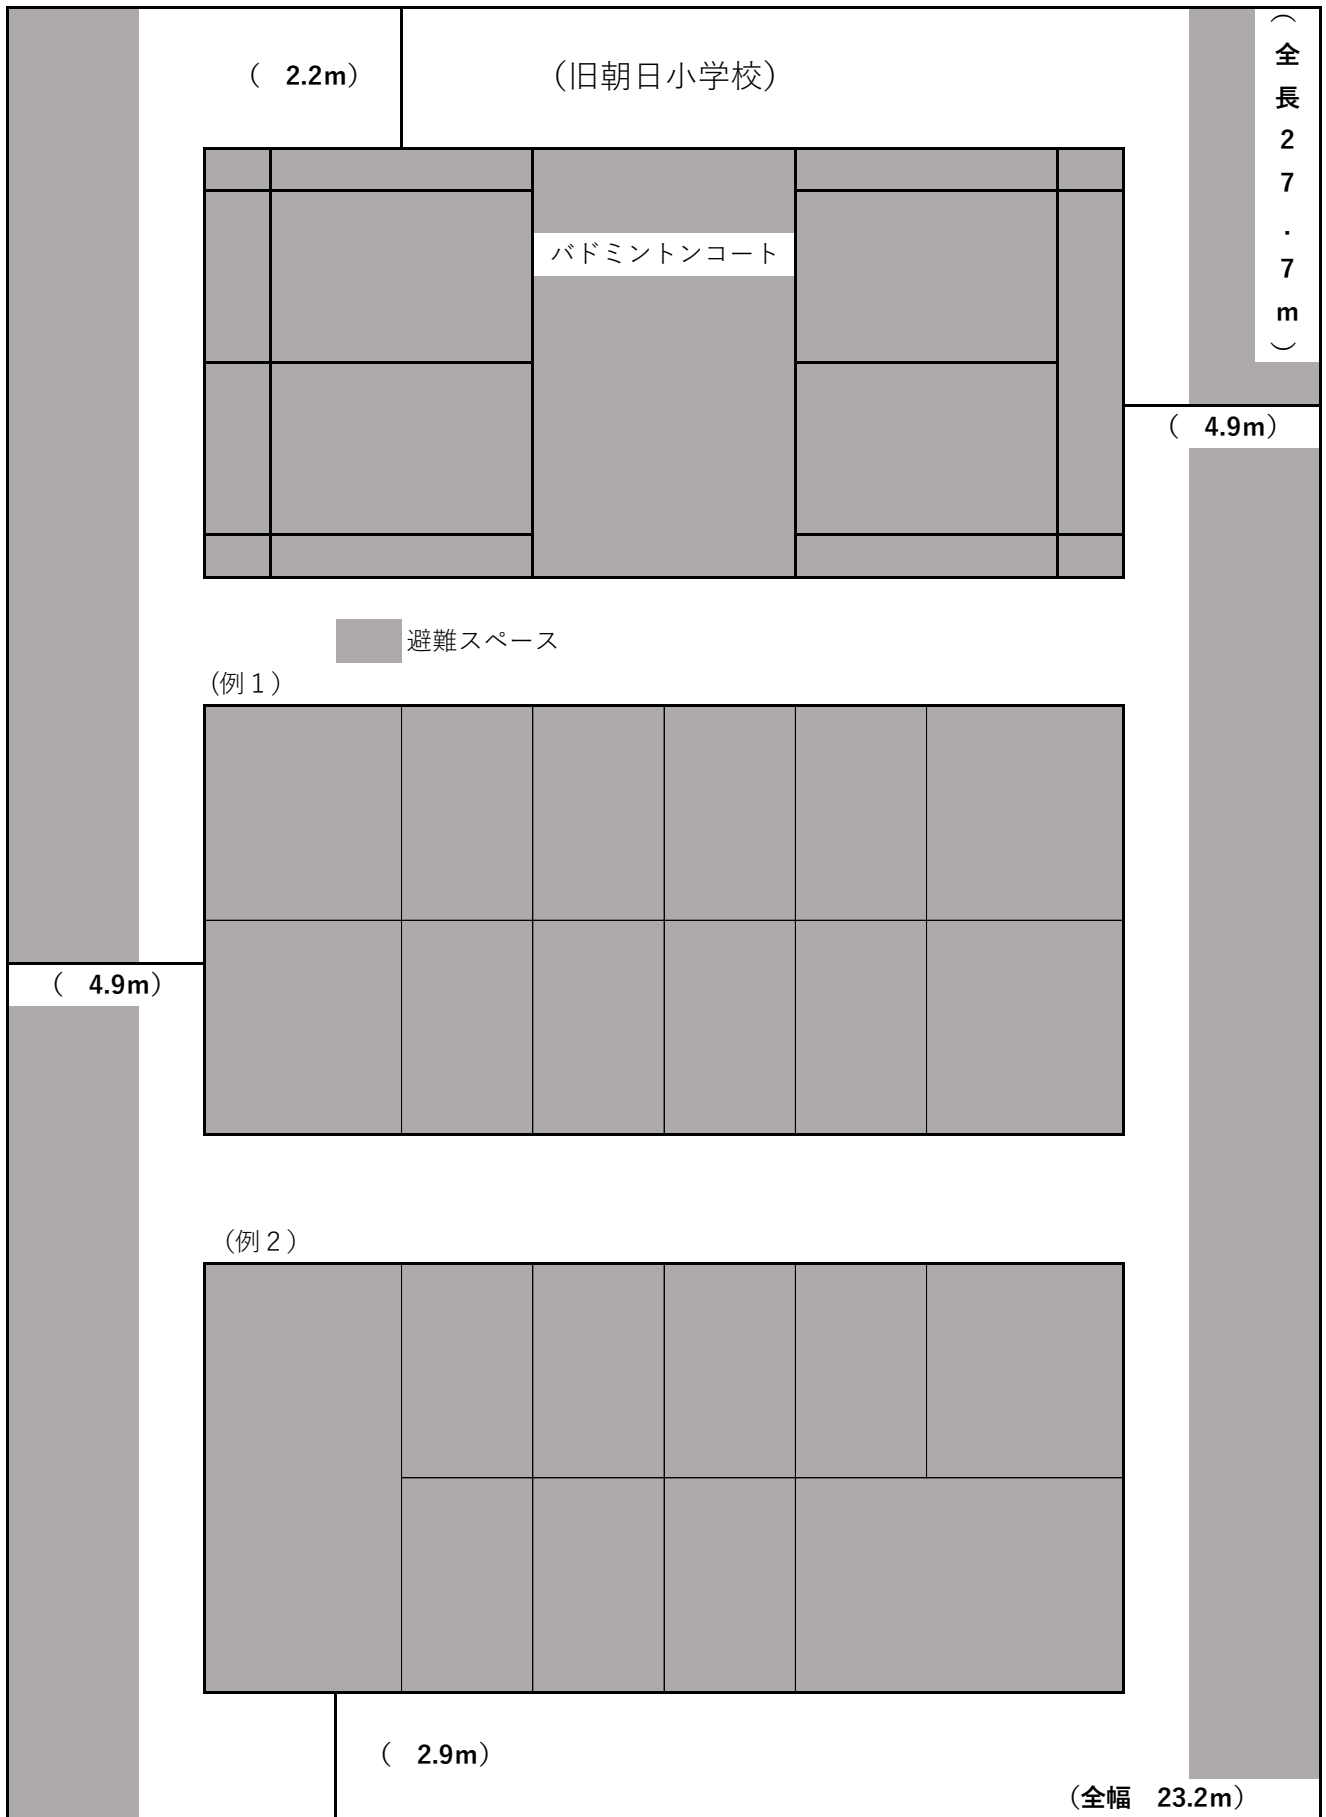 (　2.2m)
（旧朝日小学校）
（全長27.7m）
バドミントンコート
(　4.9m)
避難スペース
(例１)
(　4.9m)
(例２)
(　2.9m)
（全幅　23.2m）